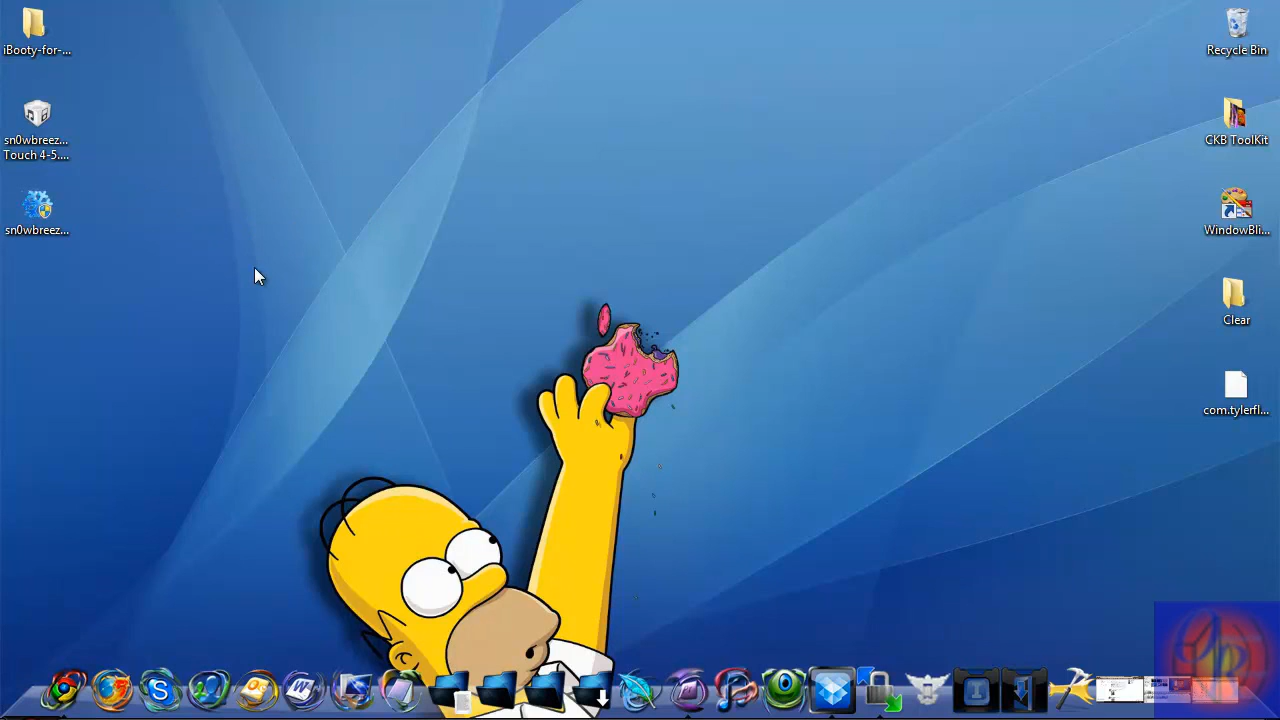 iBooty-for-...
sn0wbreez...
Touch 4-5....
sn0wbreez...
Recycle Bin
CKB ToolKit
WindowBli...
Clear
com.tylerfl...